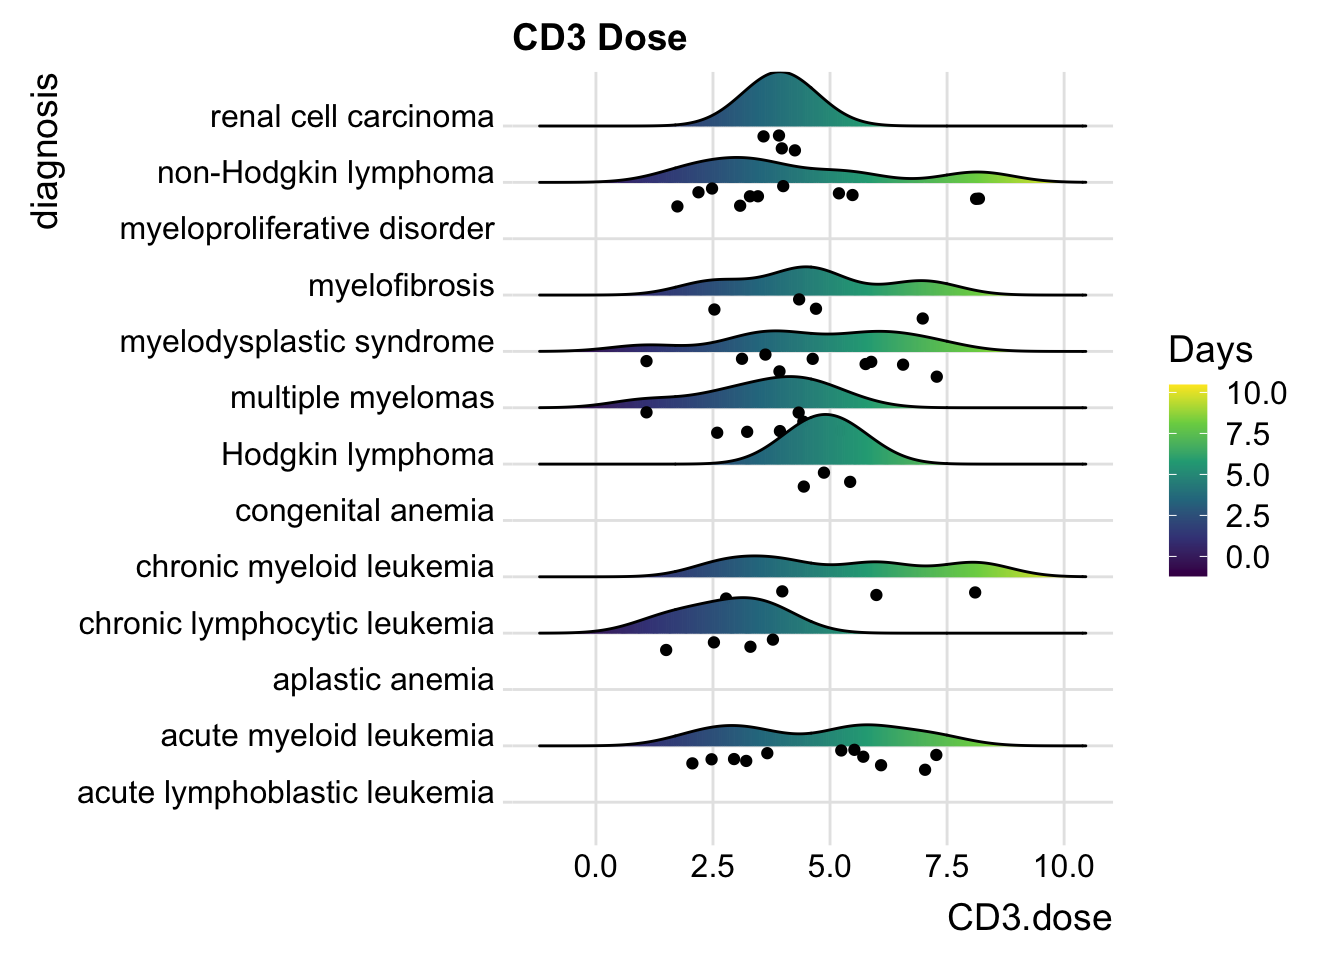 CD3 Dose
diagnosis
renal cell carcinoma
non-Hodgkin lymphoma
myeloproliferative disorder
myelofibrosis
myelodysplastic syndrome
multiple myelomas
Hodgkin lymphoma
congenital anemia
chronic myeloid leukemia
chronic lymphocytic leukemia
aplastic anemia
acute myeloid leukemia
acute lymphoblastic leukemia
0.0 2.5 5.0 7.5 10.0
CD3.dose
Days
10.0
7.5
5.0
2.5
0.0